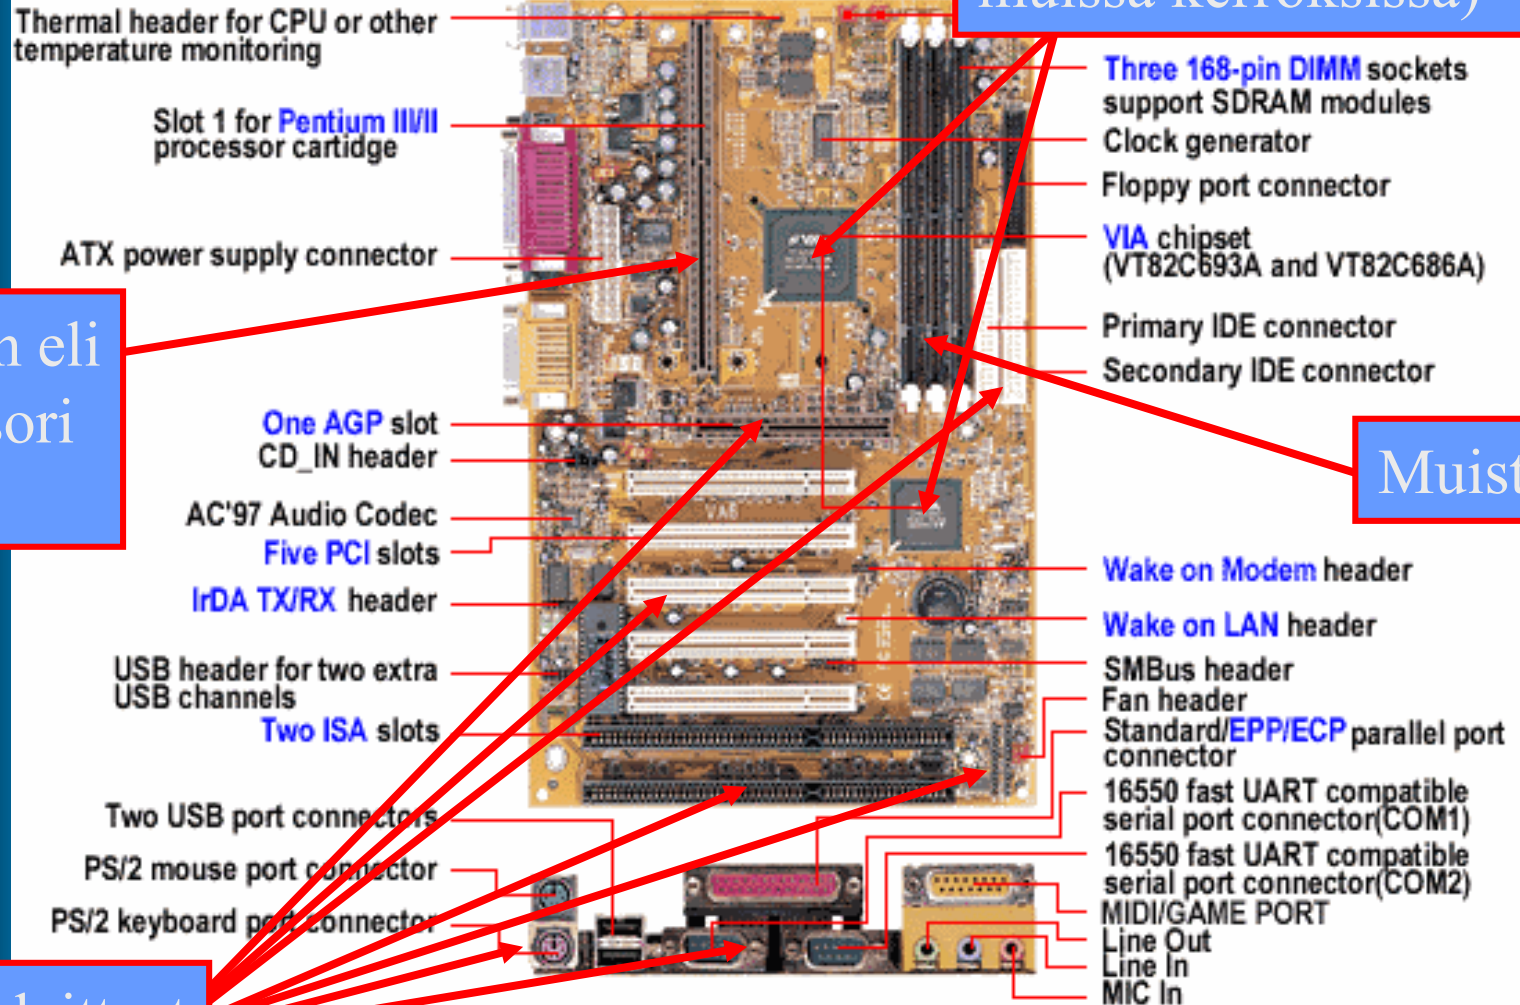 muissa kerroksissa)
Thermal header for CPU or other
temperature monitoring
Slot 1 for Pentium III/II
processor cartidge
ATX power supply connector
eli
One AGP slot
CD_IN header
AC'97 Audio Codec
Five PCI slots
IrDA TX/RX header
USB header for two extra
USB channels
Two ISA slots
Two USB port connectors
PS/2 mouse port connector
PS/2 keyboard port connector
Three 168-pin DIMM sockets
support SDRAM modules
Clock generator
Floppy port connector
VIA chipset
(VT82C693A and VT82C686A)
Primary IDE connector
Secondary IDE connector
Muist
Wake on Modem header
Wake on LAN header
SMBus header
Fan header
Standard/EPP/ECP parallel port
connector
16550 fast UART compatible
serial port connector(COM1)
16550 fast UART compatible
serial port connector(COM2)
MIDI/GAME PORT
Line Out
Line In
MIC In
VA6